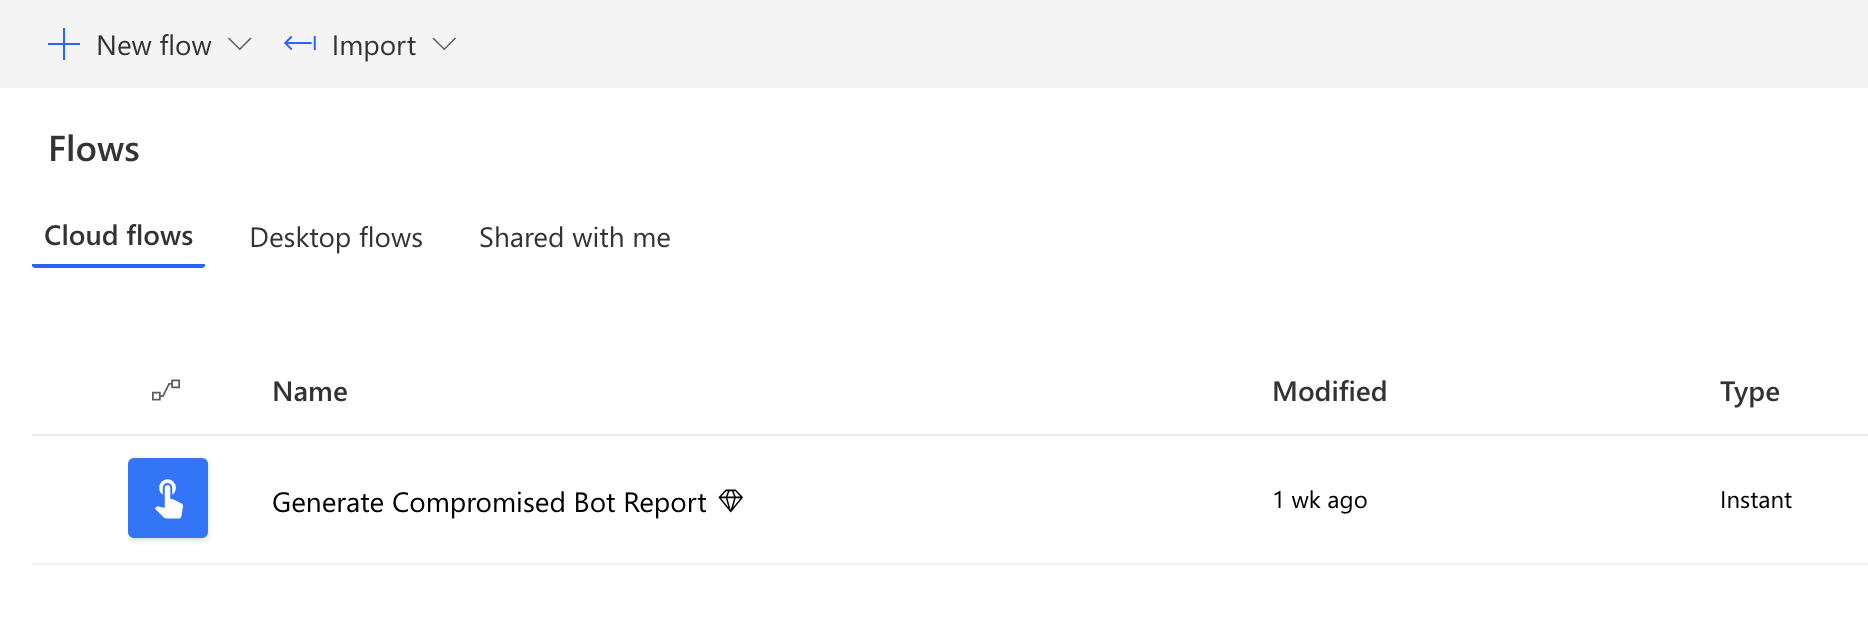 New flow Import
Flows
Cloud flows Desktop flows Shared with me
Name Modified Type
Generate Compromised Bot Report 1 wk ago Instant